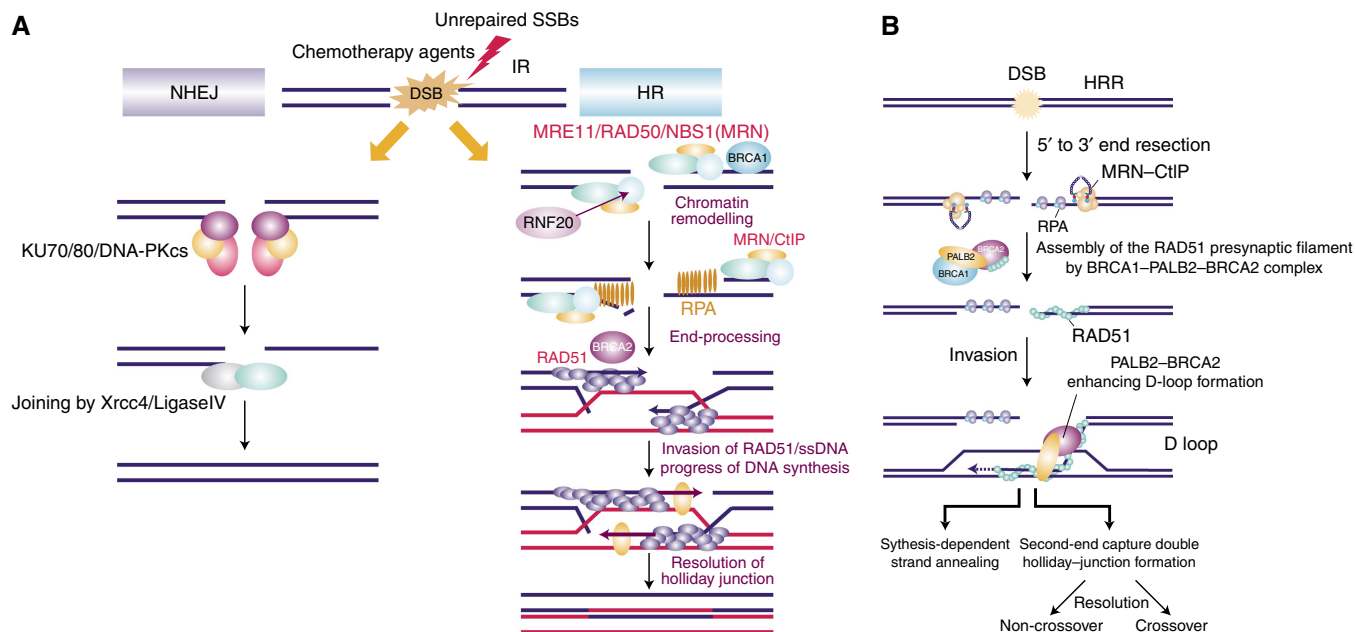 A
Unrepaired SSBs
Chemotherapy agents
IR
NHEJ
DSB
HR
MRE11/RAD50/NBS1(MRN)
BRCA1
RNF20
Chromatin
remodelling
KU70/80/DNA-PKcs
MRN/CtIP
RPA
End-processing
BRCA2
RAD51
Joining by Xrcc4/LigaseIV
Invasion of RAD51/ssDNA
progress of DNA synthesis
Resolution of
holliday junction
B
DSB
HRR
5′ to 3′ end resection
MRN–CtIP
RPA
Assembly of the RAD51 presynaptic filament
by BRCA1–PALB2–BRCA2 complex
BRCA2
PALB2
BRCA1
RAD51
Invasion
PALB2–BRCA2
enhancing D-loop formation
D loop
Sythesis-dependent
strand annealing
Second-end capture double
holliday–junction formation
Resolution
Non-crossover
Crossover